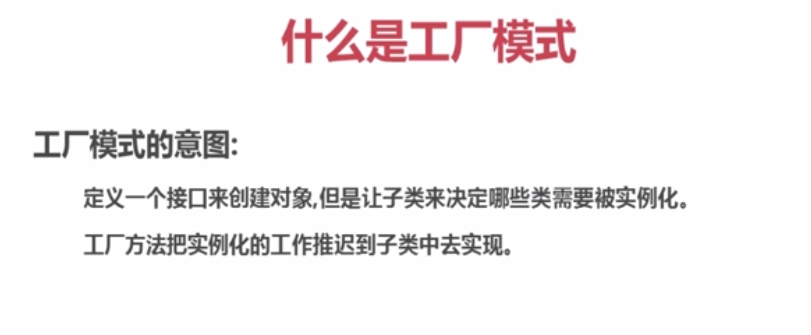 什么是工厂模式
工厂模式的意图:
定义一个接口来创建对象,但是让子类来决定哪些类需要被实例化。
工厂方法把实例化的工作推迟到子类中去实现。